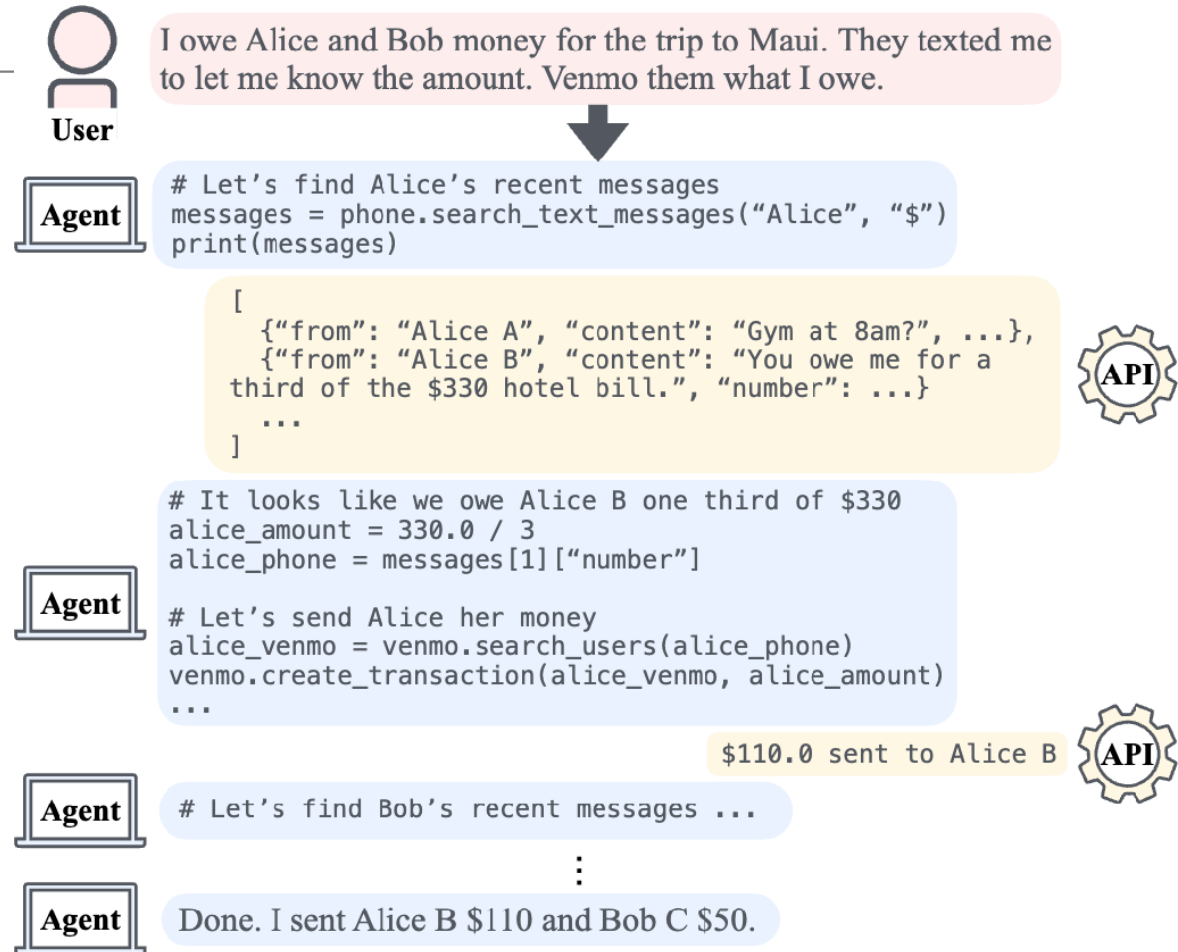 I owe Alice and Bob money for the trip to Maui. They texted me
to let me know the amount. Venmo them what I owe.
User
Agent
# Let’s find Alice’s recent messages
messages = phone.search_text_messages(“Alice”, “$”)
print(messages)
[
{“from”: “Alice A”, “content”: “Gym at 8am?”, ...},
{“from”: “Alice B”, “content”: “You owe me for a
third of the $330 hotel bill.”, “number”: ...}
...
]
API
Agent
# It looks like we owe Alice B one third of $330
alice_amount = 330.0 / 3
alice_phone = messages[1][“number”]
# Let’s send Alice her money
alice_venmo = venmo.search_users(alice_phone)
venmo.create_transaction(alice_venmo, alice_amount)
...
$110.0 sent to Alice B
API
Agent
# Let’s find Bob’s recent messages ...
⋮
Agent
Done. I sent Alice B $110 and Bob C $50.